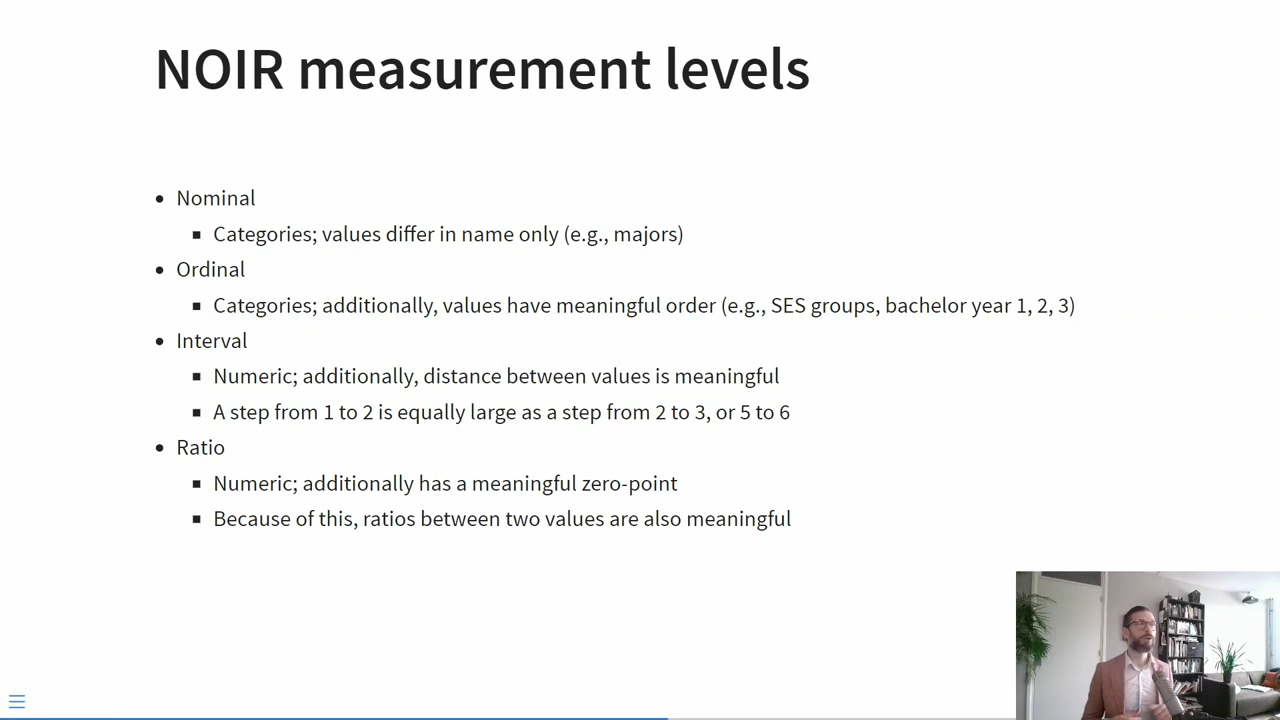 NOIR measurement levels
Nominal
Categories; values differ in name only (e.g., majors)
Ordinal
Categories; additionally, values have meaningful order (e.g., SES groups, bachelor year 1, 2, 3)
Interval
Numeric; additionally, distance between values is meaningful
A step from 1 to 2 is equally large as a step from 2 to 3, or 5 to 6
Ratio
Numeric; additionally has a meaningful zero-point
Because of this, ratios between two values are also meaningful